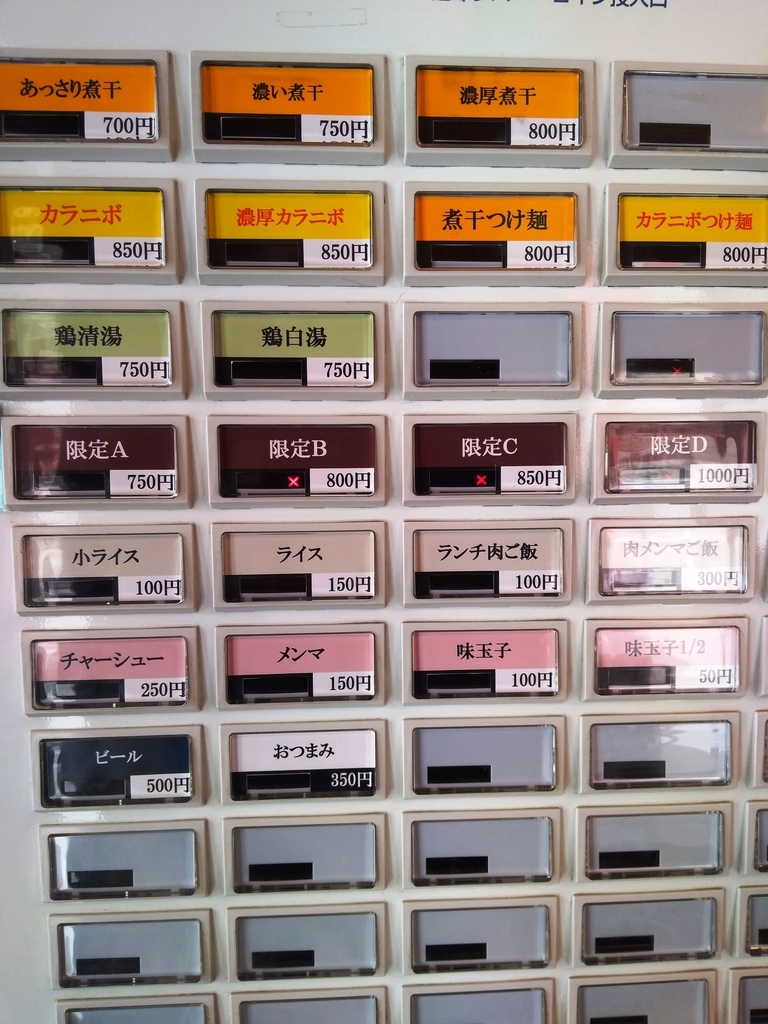 あっさり煮干
700円
濃い煮干
750円
濃厚煮干
800円
カラニボ
850円
濃厚カラニボ
850円
煮干つけ麺
800円
カラニボつけ麺
800円
鶏清湯
750円
鶏白湯
750円
限定A
750円
限定B
800円
限定C
850円
限定D
1000円
小ライス
100円
ライス
150円
ランチ肉ご飯
100円
肉メンマご飯
300円
チャーシュー
250円
メンマ
150円
味玉子
100円
味玉子1/2
50円
ビール
500円
おつまみ
350円